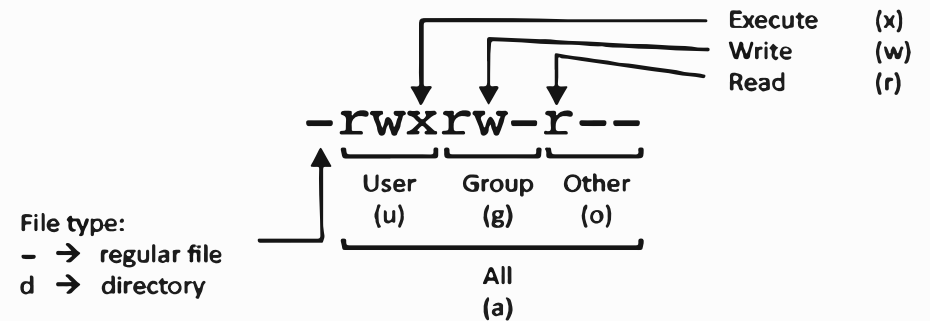 Execute (x)
Write (w)
Read (r)
-rwxrw-r--
User Group Other
(u) (g) (o)
File type:
- → regular file
d → directory
All
(a)